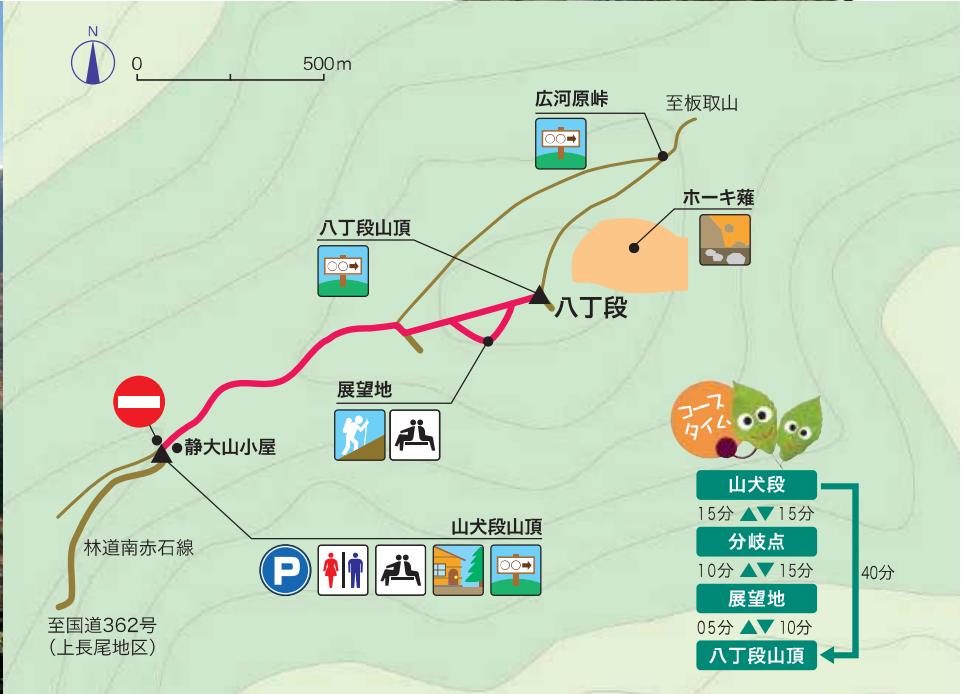 N
0 500m
広河原峠
至板取山
ホーキ薙
八丁段山頂
八丁段
展望地
静大山小屋
山犬段山頂
P
林道南赤石線
至国道362号
(上長尾地区)
コース
タイム
山犬段
15分 ▲▼ 15分
分岐点
10分 ▲▼ 15分
展望地
05分 ▲▼ 10分
八丁段山頂
40分